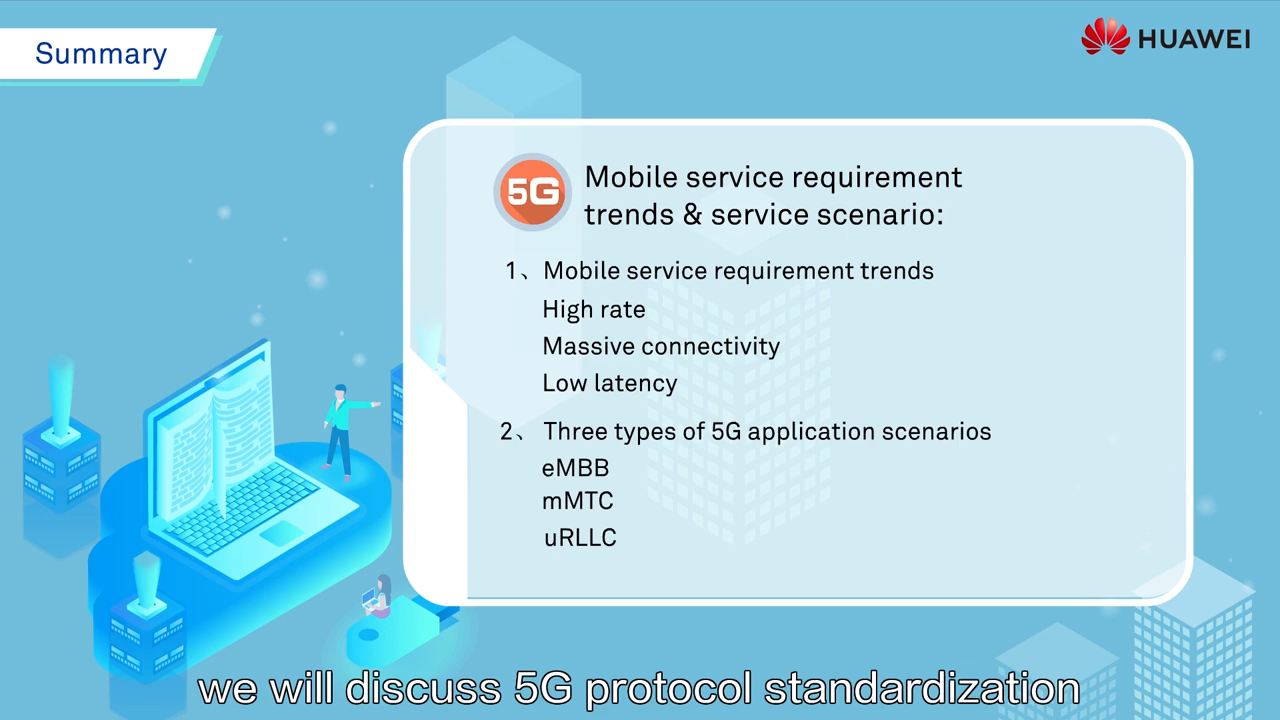 Summary
HUAWEI
5G
Mobile service requirement
trends & service scenario:
1、Mobile service requirement trends
High rate
Massive connectivity
Low latency
2、Three types of 5G application scenarios
eMBB
mMTC
uRLLC
we will discuss 5G protocol standardization